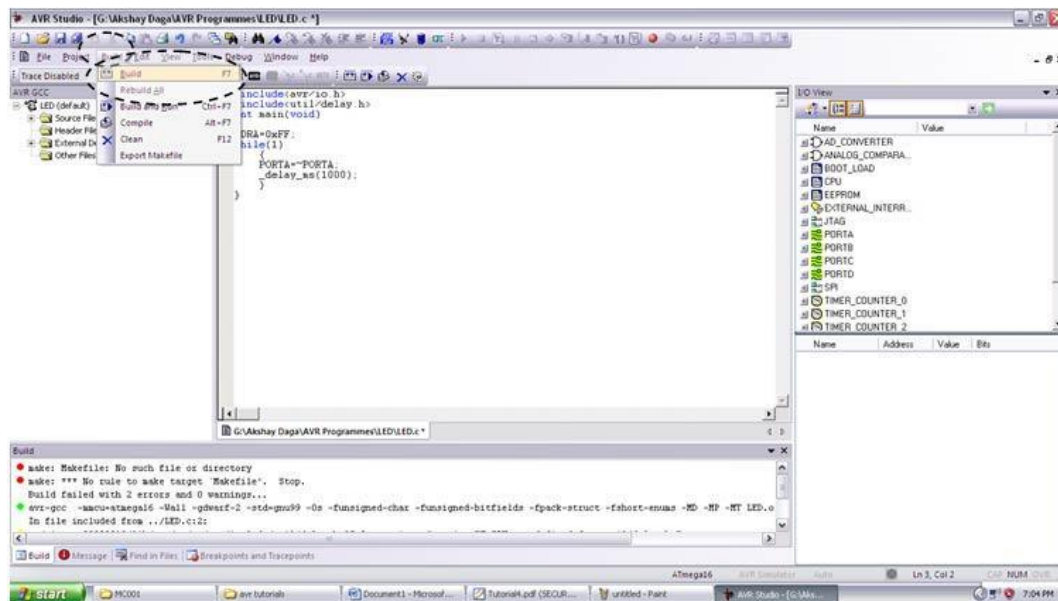 AVR Studio - [G:\Akshay Daga\AVR Programmes\LED\LED.c *]
File Project Build Edit View Tools Debug Window Help
Trace Disabled
Build F7
Rebuild All
Build and Run Ctrl+F7
Compile Alt+F7
Clean F12
Export Makefile
AVR GCC
LED (default)
Source File
Header File
External De
Other Files
include<avr/io.h>
include<util/delay.h>
nt main(void)
DRA=0xFF;
hile(1)
{
PORTA=~PORTA;
_delay_ms(1000);
}
}
G:\Akshay Daga\AVR Programmes\LED\LED.c *
I/O View
Name Value
AD_CONVERTER
ANALOG_COMPARA...
BOOT_LOAD
CPU
EEPROM
EXTERNAL_INTERR...
JTAG
PORTA
PORTB
PORTC
PORTD
SPI
TIMER_COUNTER_0
TIMER_COUNTER_1
TIMER_COUNTER_2
Name Address Value Bits
Build
make: Makefile: No such file or directory
make: *** No rule to make target `Makefile'. Stop.
Build failed with 2 errors and 0 warnings...
avr-gcc -mmcu=atmega16 -Wall -gdwarf-2 -std=gnu99 -Os -funsigned-char -funsigned-bitfields -fpack-struct -fshort-enums -MD -MP -MT LED.o
In file included from ../LED.c:2:
Build Message Find in Files Breakpoints and Tracepoints
ATmega16 AVR Simulator Auto Ln 3, Col 2 CAP NUM OVR
start MC001 avr tutorials Document1 - Microsof... Tutorial4.pdf (SECUR... untitled - Paint AVR Studio - [G:\Aks... 7:04 PM